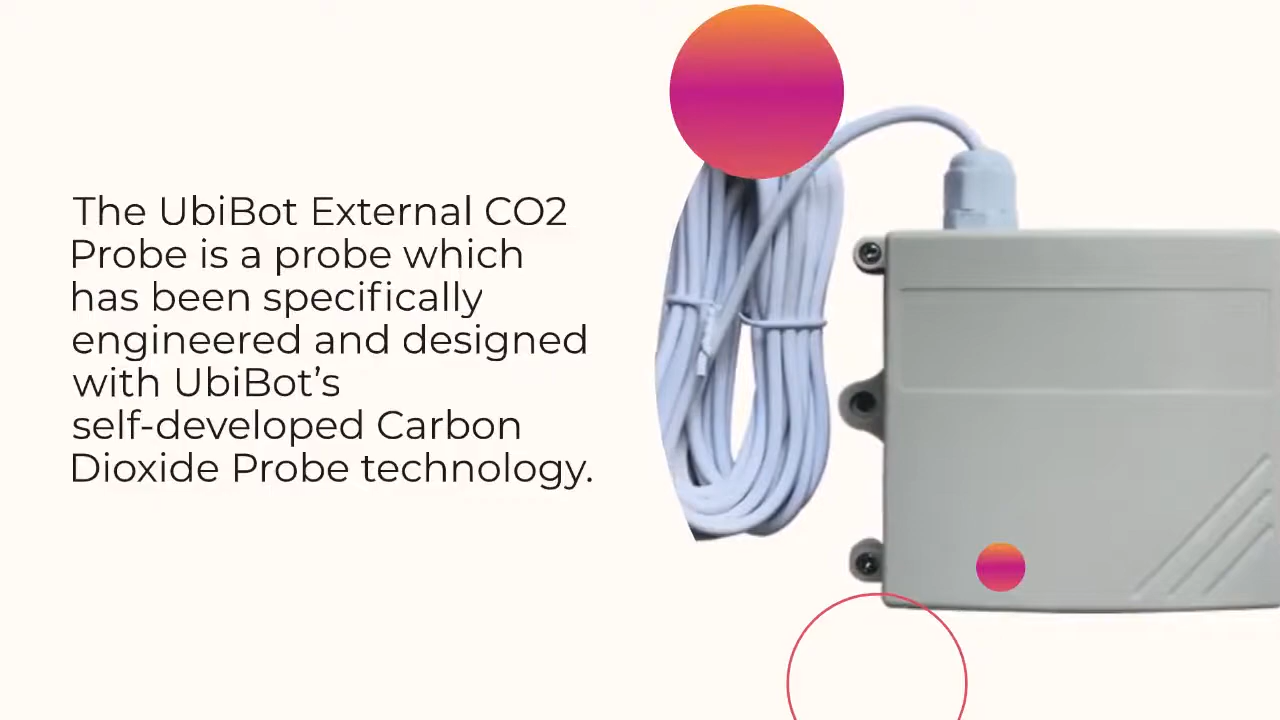 The UbiBot External CO2
Probe is a probe which
has been specifically
engineered and designed
with UbiBot’s
self-developed Carbon
Dioxide Probe technology.